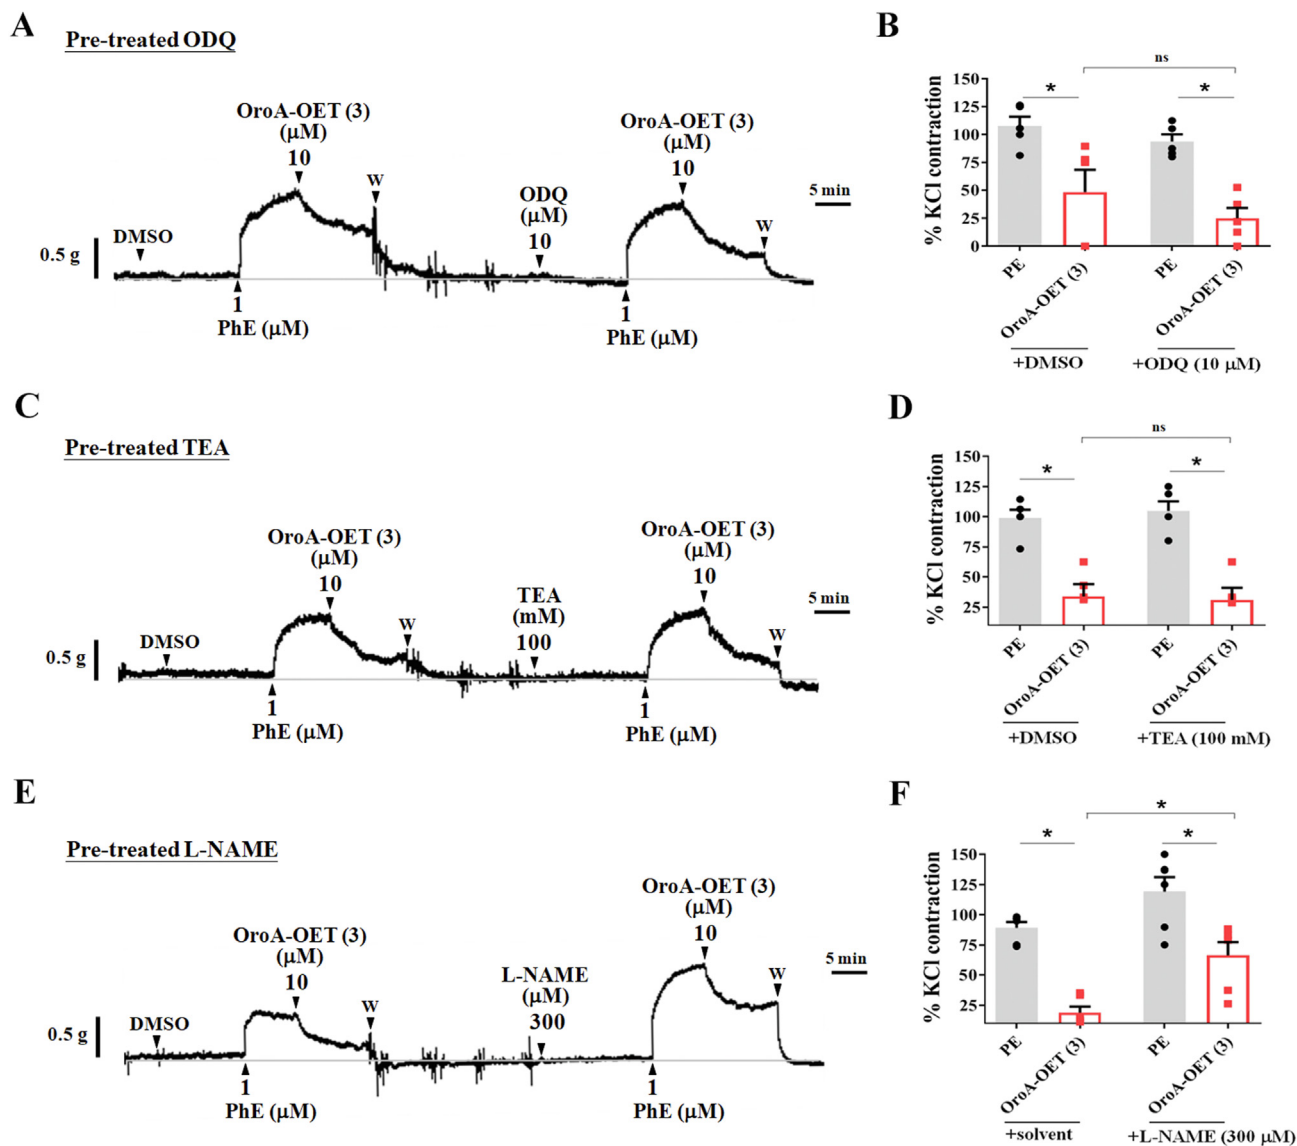 A
Pre-treated ODQ
OroA-OET (3)
(µM)
10
W
DMSO
0.5 g
1
PhE (µM)
ODQ
(µM)
10
OroA-OET (3)
(µM)
10
W
5 min
1
PhE (µM)
B
% KCl contraction
150
125
100
75
50
25
0
*
*
ns
PE
OroA-OET (3)
PE
OroA-OET (3)
+DMSO
+ODQ (10 µM)
C
Pre-treated TEA
OroA-OET (3)
(µM)
10
W
DMSO
0.5 g
1
PhE (µM)
TEA
(mM)
100
OroA-OET (3)
(µM)
10
W
5 min
1
PhE (µM)
D
% KCl contraction
150
125
100
75
50
25
*
*
ns
PE
OroA-OET (3)
PE
OroA-OET (3)
+DMSO
+TEA (100 mM)
E
Pre-treated L-NAME
OroA-OET (3)
(µM)
10
W
DMSO
0.5 g
1
PhE (µM)
L-NAME
(µM)
300
OroA-OET (3)
(µM)
10
W
5 min
1
PhE (µM)
F
% KCl contraction
150
125
100
75
50
25
*
*
*
PE
OroA-OET (3)
PE
OroA-OET (3)
+solvent
+L-NAME (300 µM)